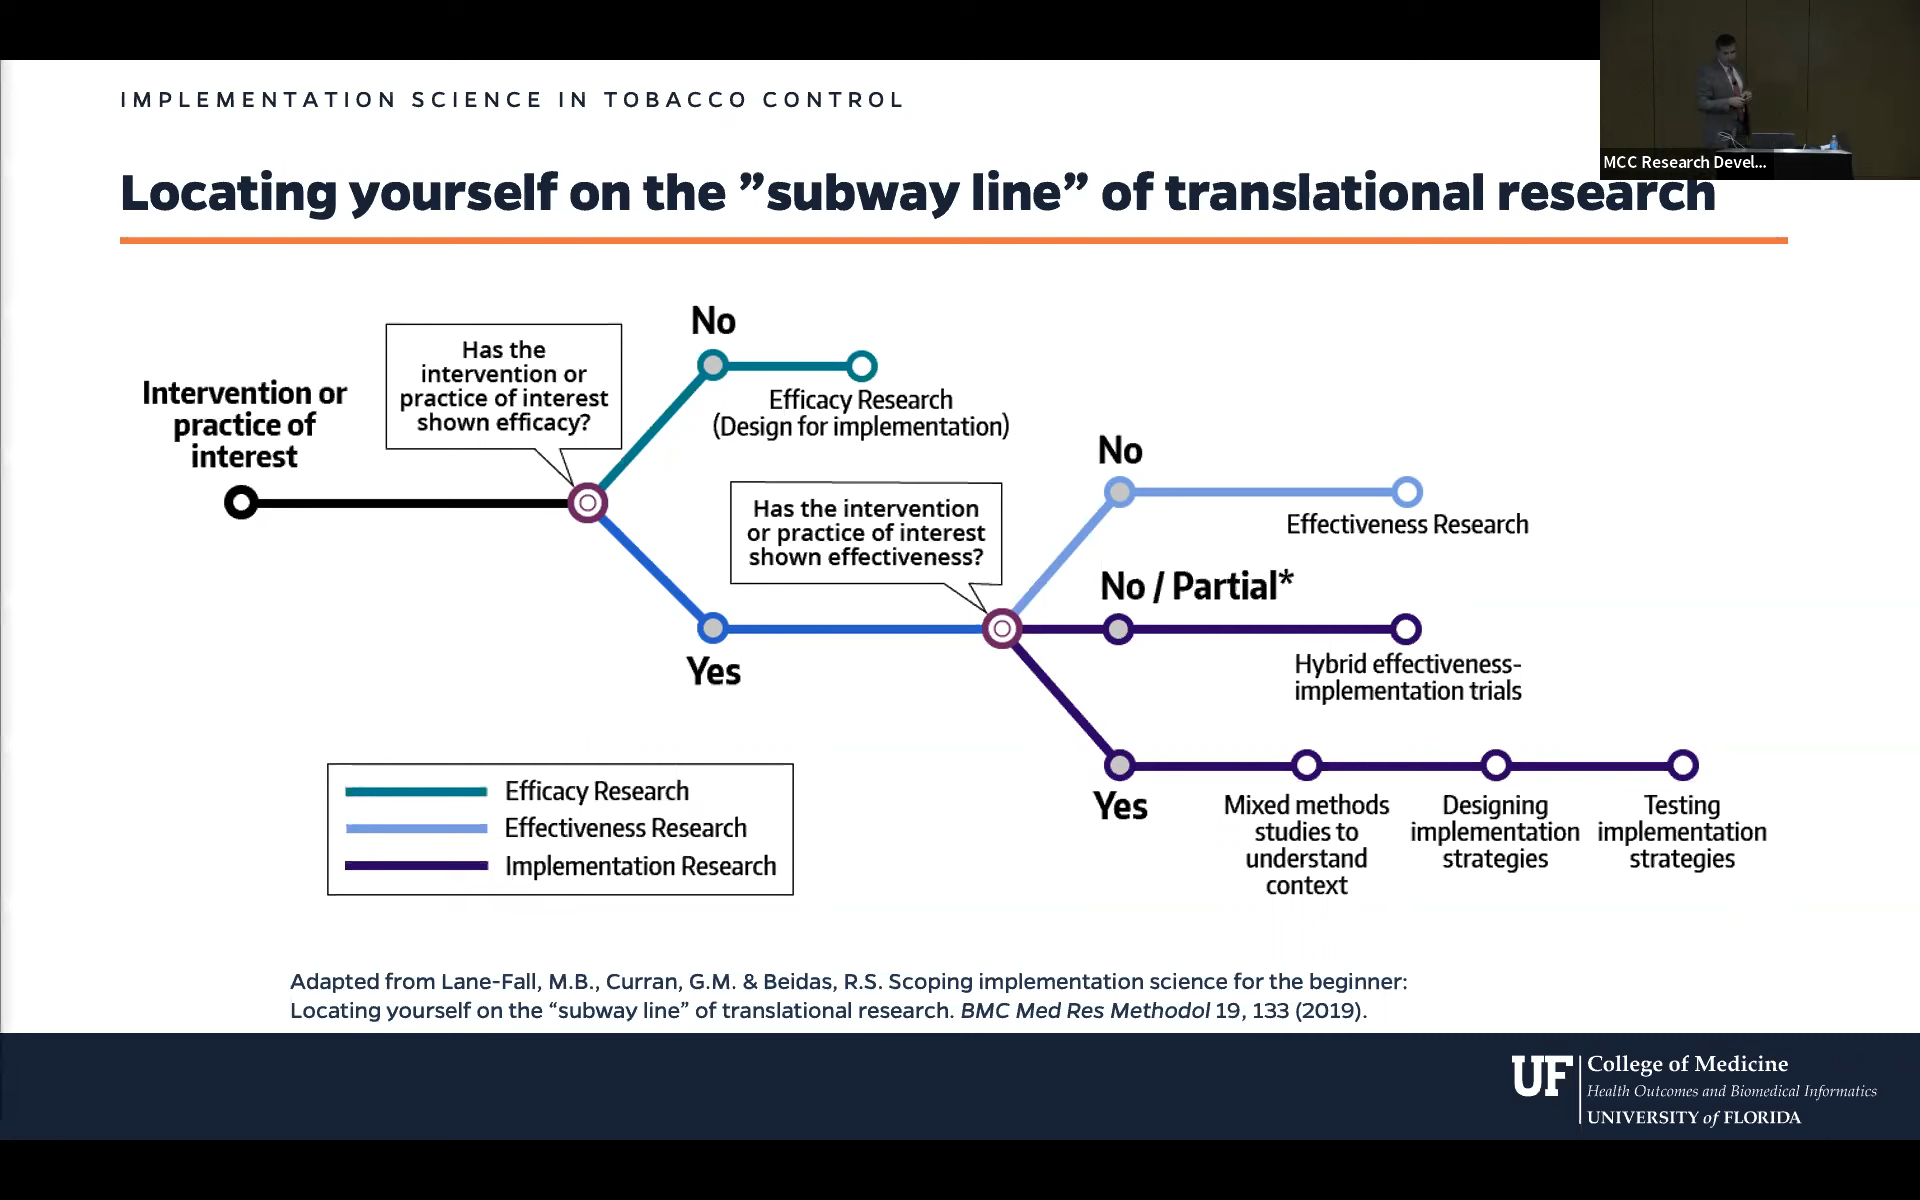 IMPLEMENTATION SCIENCE IN TOBACCO CONTROL
MCC Research Devel...
Locating yourself on the ”subway line” of translational research
Intervention or
practice of
interest
Has the
intervention or
practice of interest
shown efficacy?
No
Efficacy Research
(Design for implementation)
Yes
Has the intervention
or practice of interest
shown effectiveness?
No
Effectiveness Research
No / Partial*
Hybrid effectiveness-
implementation trials
Yes
Mixed methods
studies to
understand
context
Designing
implementation
strategies
Testing
implementation
strategies
Efficacy Research
Effectiveness Research
Implementation Research
Adapted from Lane-Fall, M.B., Curran, G.M. & Beidas, R.S. Scoping implementation science for the beginner:
Locating yourself on the “subway line” of translational research. BMC Med Res Methodol 19, 133 (2019).
UF
College of Medicine
Health Outcomes and Biomedical Informatics
UNIVERSITY of FLORIDA